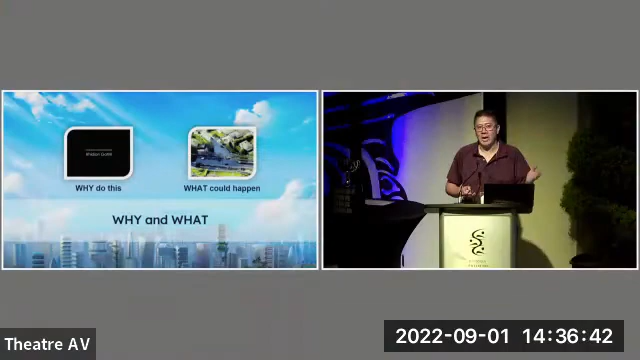 WHY do this
WHAT could happen
WHY and WHAT
Theatre AV
2022-09-01 14:36:42